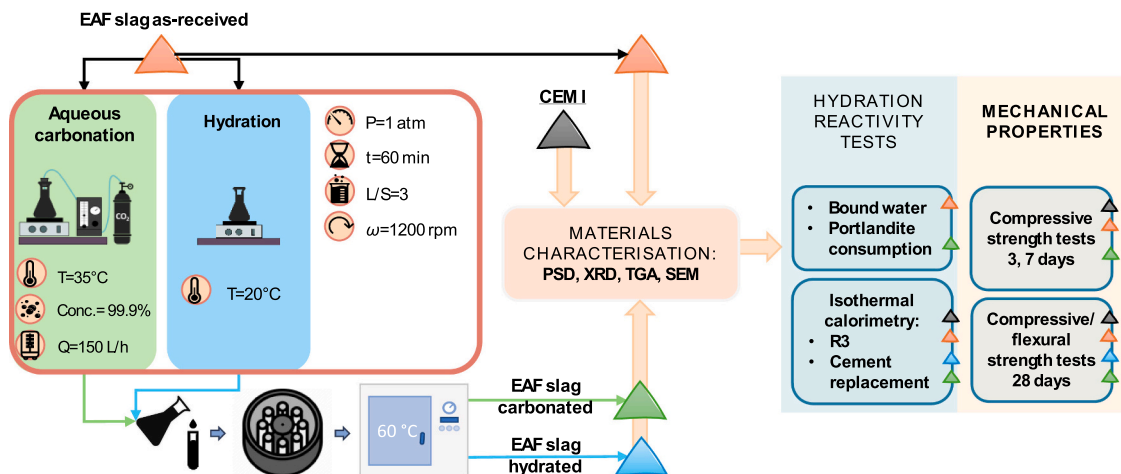 EAF slag as-received
Aqueous
carbonation
CO₂
T=35°C
Conc.= 99.9%
Q=150 L/h
Hydration
T=20°C
P=1 atm
t=60 min
L/S=3
ω=1200 rpm
60 °C
EAF slag
carbonated
EAF slag
hydrated
CEM I
MATERIALS
CHARACTERISATION:
PSD, XRD, TGA, SEM
HYDRATION
REACTIVITY
TESTS
• Bound water
• Portlandite
consumption
Isothermal
calorimetry:
• R3
• Cement
replacement
MECHANICAL
PROPERTIES
Compressive
strength tests
3, 7 days
Compressive/
flexural
strength tests
28 days